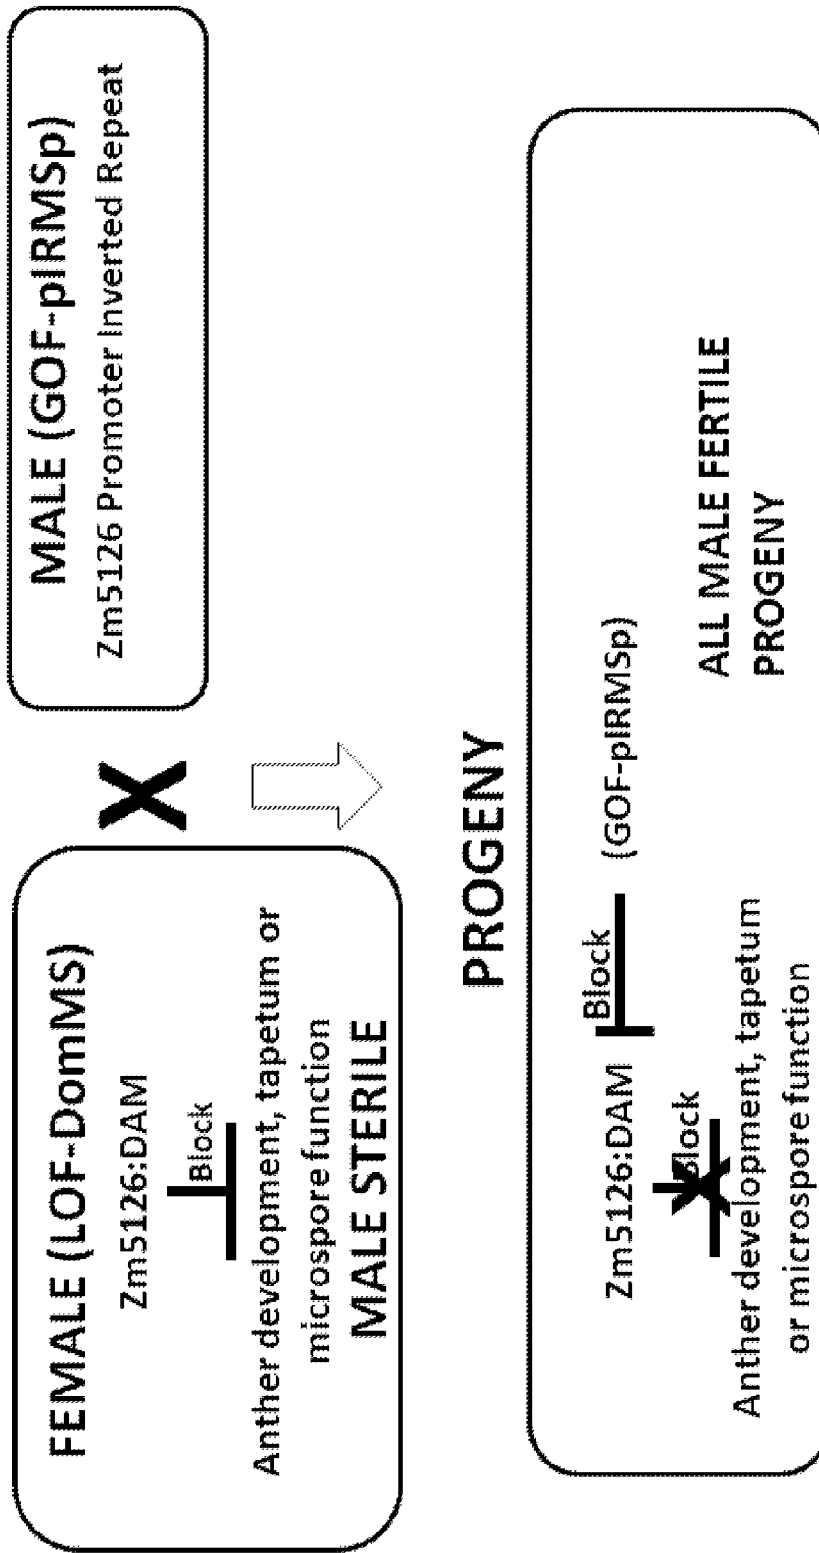 FEMALE (LOF-DomMS)
Zm5126:DAM
Block
Anther development, tapetum or
microspore function
MALE STERILE
X
MALE (GOF-pIRMSp)
Zm5126 Promoter Inverted Repeat
PROGENY
Zm5126:DAM
Block
(GOF-pIRMSp)
Block
Anther development, tapetum
or microspore function
ALL MALE FERTILE
PROGENY